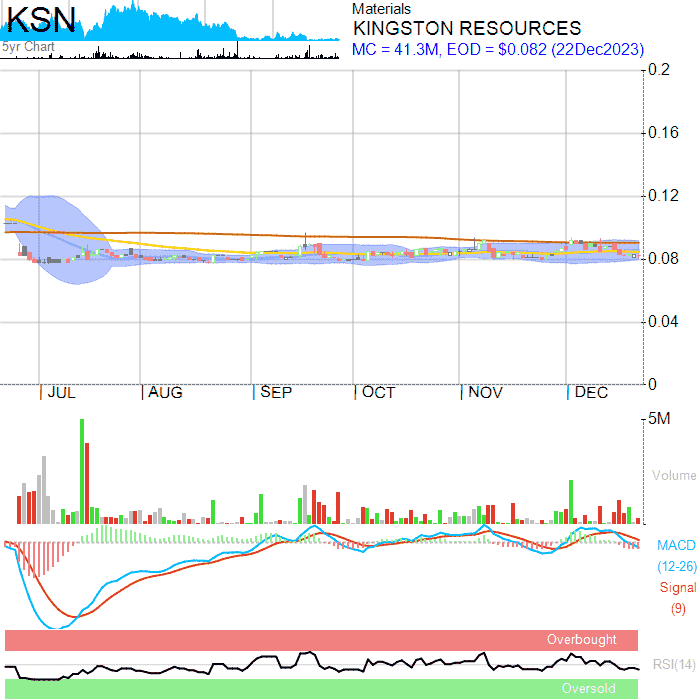 KSN
5yr Chart
Materials
KINGSTON RESOURCES
MC = 41.3M, EOD = $0.082 (22Dec2023)
0.2
0.16
0.12
0.08
0.04
0
JUL AUG SEP OCT NOV DEC
5M
Volume
MACD
(12-26)
Signal
(9)
Overbought
RSI(14)
Oversold